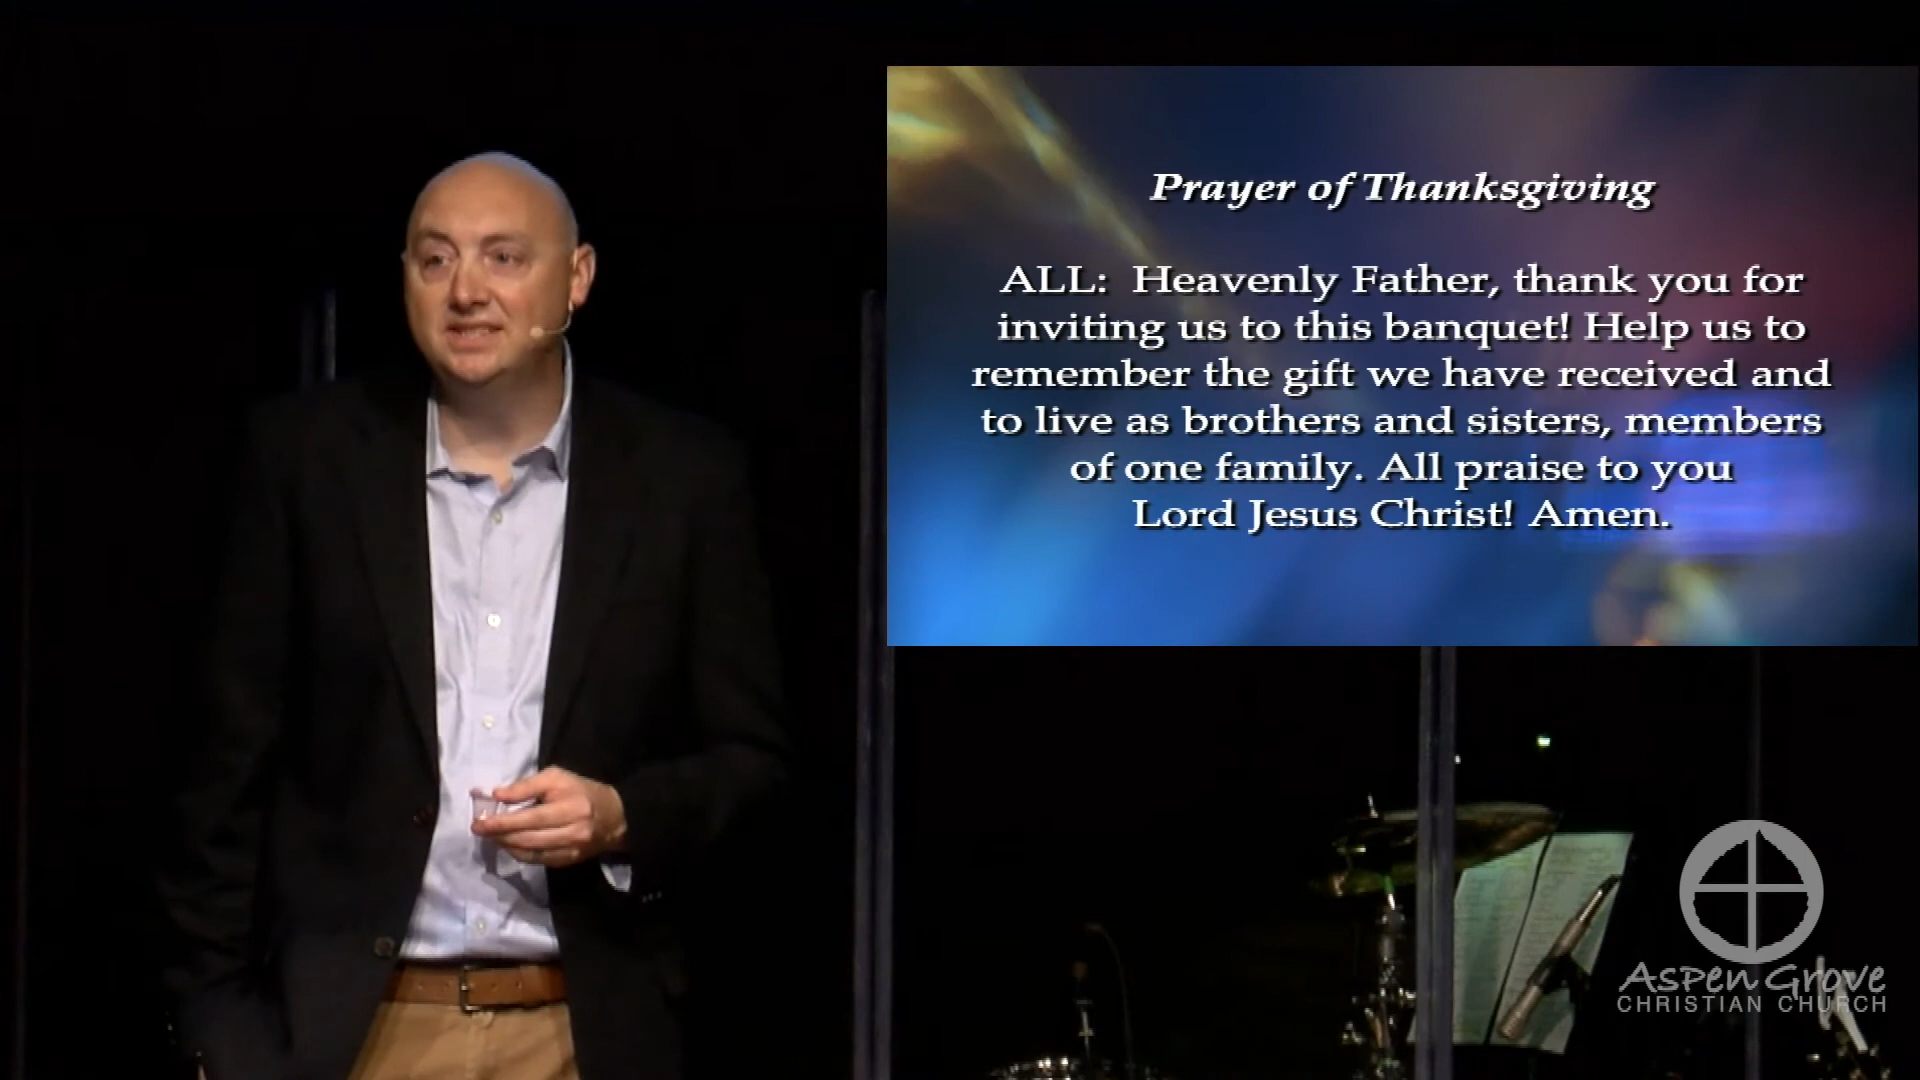 Prayer of Thanksgiving
ALL: Heavenly Father, thank you for
inviting us to this banquet! Help us to
remember the gift we have received and
to live as brothers and sisters, members
of one family. All praise to you
Lord Jesus Christ! Amen.
Aspen Grove
CHRISTIAN CHURCH